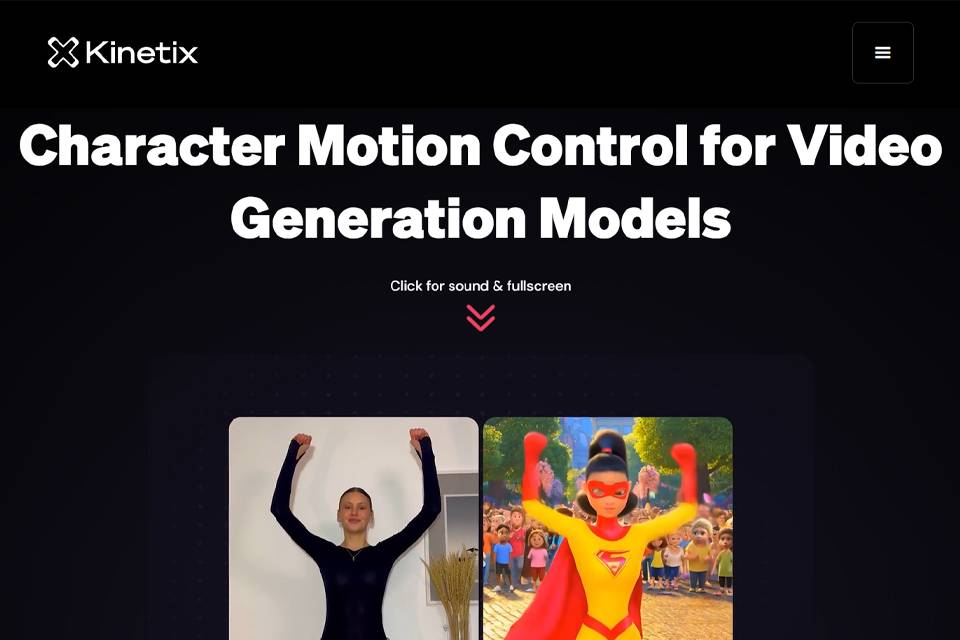 Kinetix
Character Motion Control for Video
Generation Models
Click for sound & fullscreen